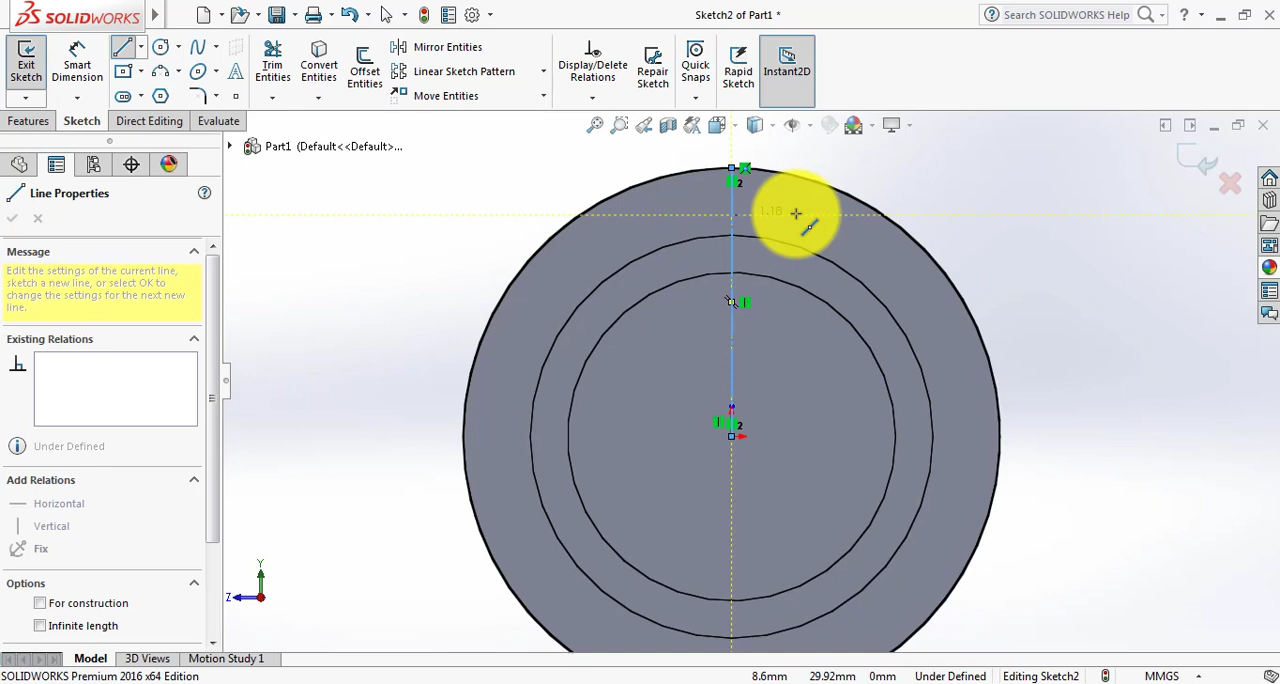 SOLIDWORKS
Sketch2 of Part1 *
Search SOLIDWORKS Help
Exit Sketch
Smart Dimension
Trim Entities
Convert Entities
Offset Entities
Mirror Entities
Linear Sketch Pattern
Move Entities
Display/Delete Relations
Repair Sketch
Quick Snaps
Rapid Sketch
Instant2D
Features
Sketch
Direct Editing
Evaluate
Part1 (Default<<Default>...
Line Properties
Message
Edit the settings of the current line,
sketch a new line, or select OK to
change the settings for the next new
line.
Existing Relations
Under Defined
Add Relations
Horizontal
Vertical
Fix
Options
For construction
Infinite length
2
1.18
2
Y
Z
Model
3D Views
Motion Study 1
SOLIDWORKS Premium 2016 x64 Edition
8.6mm
29.92mm
0mm
Under Defined
Editing Sketch2
MMGS